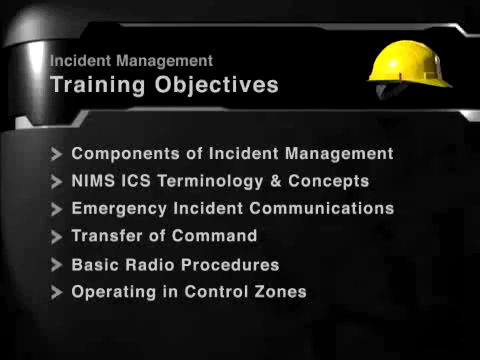 Incident Management
Training Objectives
Components of Incident Management
NIMS ICS Terminology & Concepts
Emergency Incident Communications
Transfer of Command
Basic Radio Procedures
Operating in Control Zones